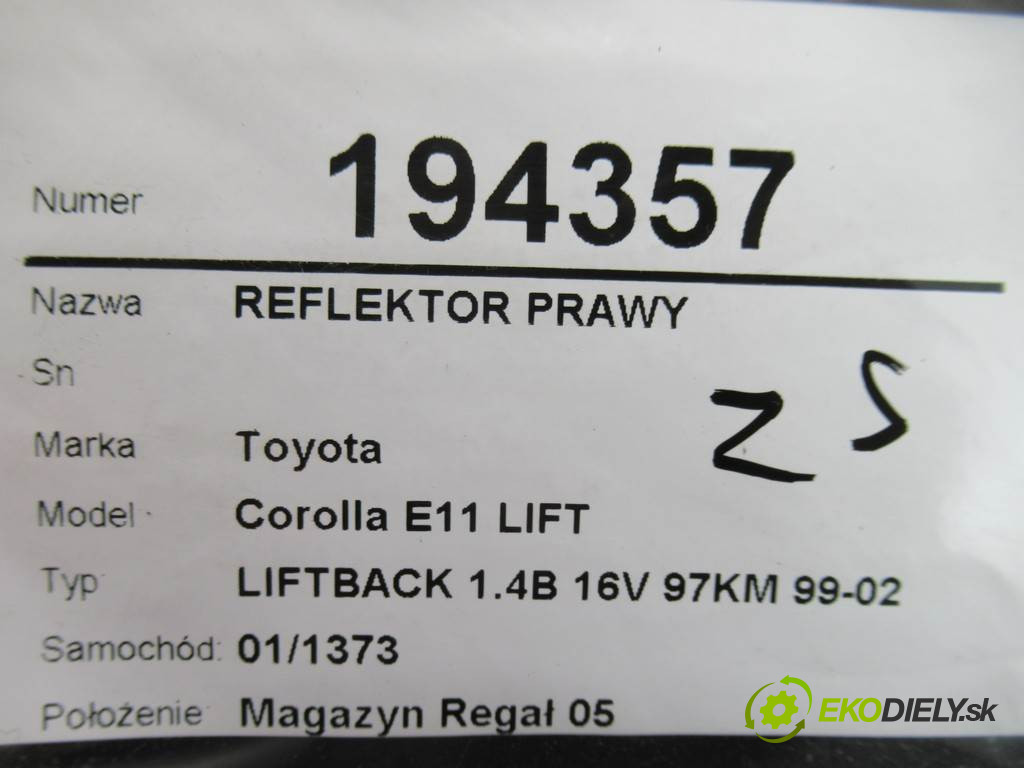 Numer 194357
Nazwa REFLEKTOR PRAWY
Sn
Z S
Marka Toyota
Model Corolla E11 LIFT
Typ LIFTBACK 1.4B 16V 97KM 99-02
Samochód: 01/1373
Położenie Magazyn Regał 05
EKODIELY.sk